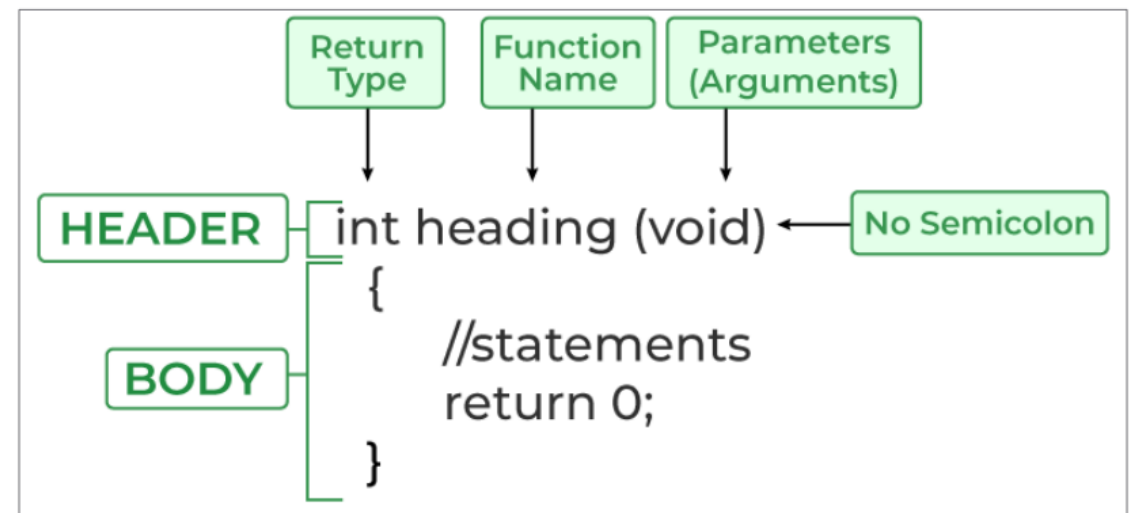 Return
Type
Function
Name
Parameters
(Arguments)
HEADER
int heading (void)
No Semicolon
{
//statements
BODY
return 0;
}